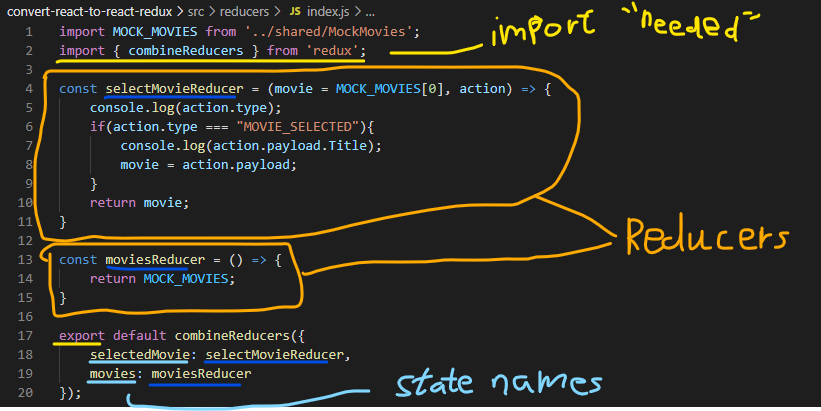 convert-react-to-react-redux > src > reducers > JS index.js > ...
1 import MOCK_MOVIES from '../shared/MockMovies';
2 import { combineReducers } from 'redux';
import "needed"
3
4 const selectMovieReducer = (movie = MOCK_MOVIES[0], action) => {
5 console.log(action.type);
6 if(action.type === "MOVIE_SELECTED"){
7 console.log(action.payload.Title);
8 movie = action.payload;
9 }
10 return movie;
11 }
Reducers
12
13 const moviesReducer = () => {
14 return MOCK_MOVIES;
15 }
16
17 export default combineReducers({
18 selectedMovie: selectMovieReducer,
19 movies: moviesReducer
state names
20 });